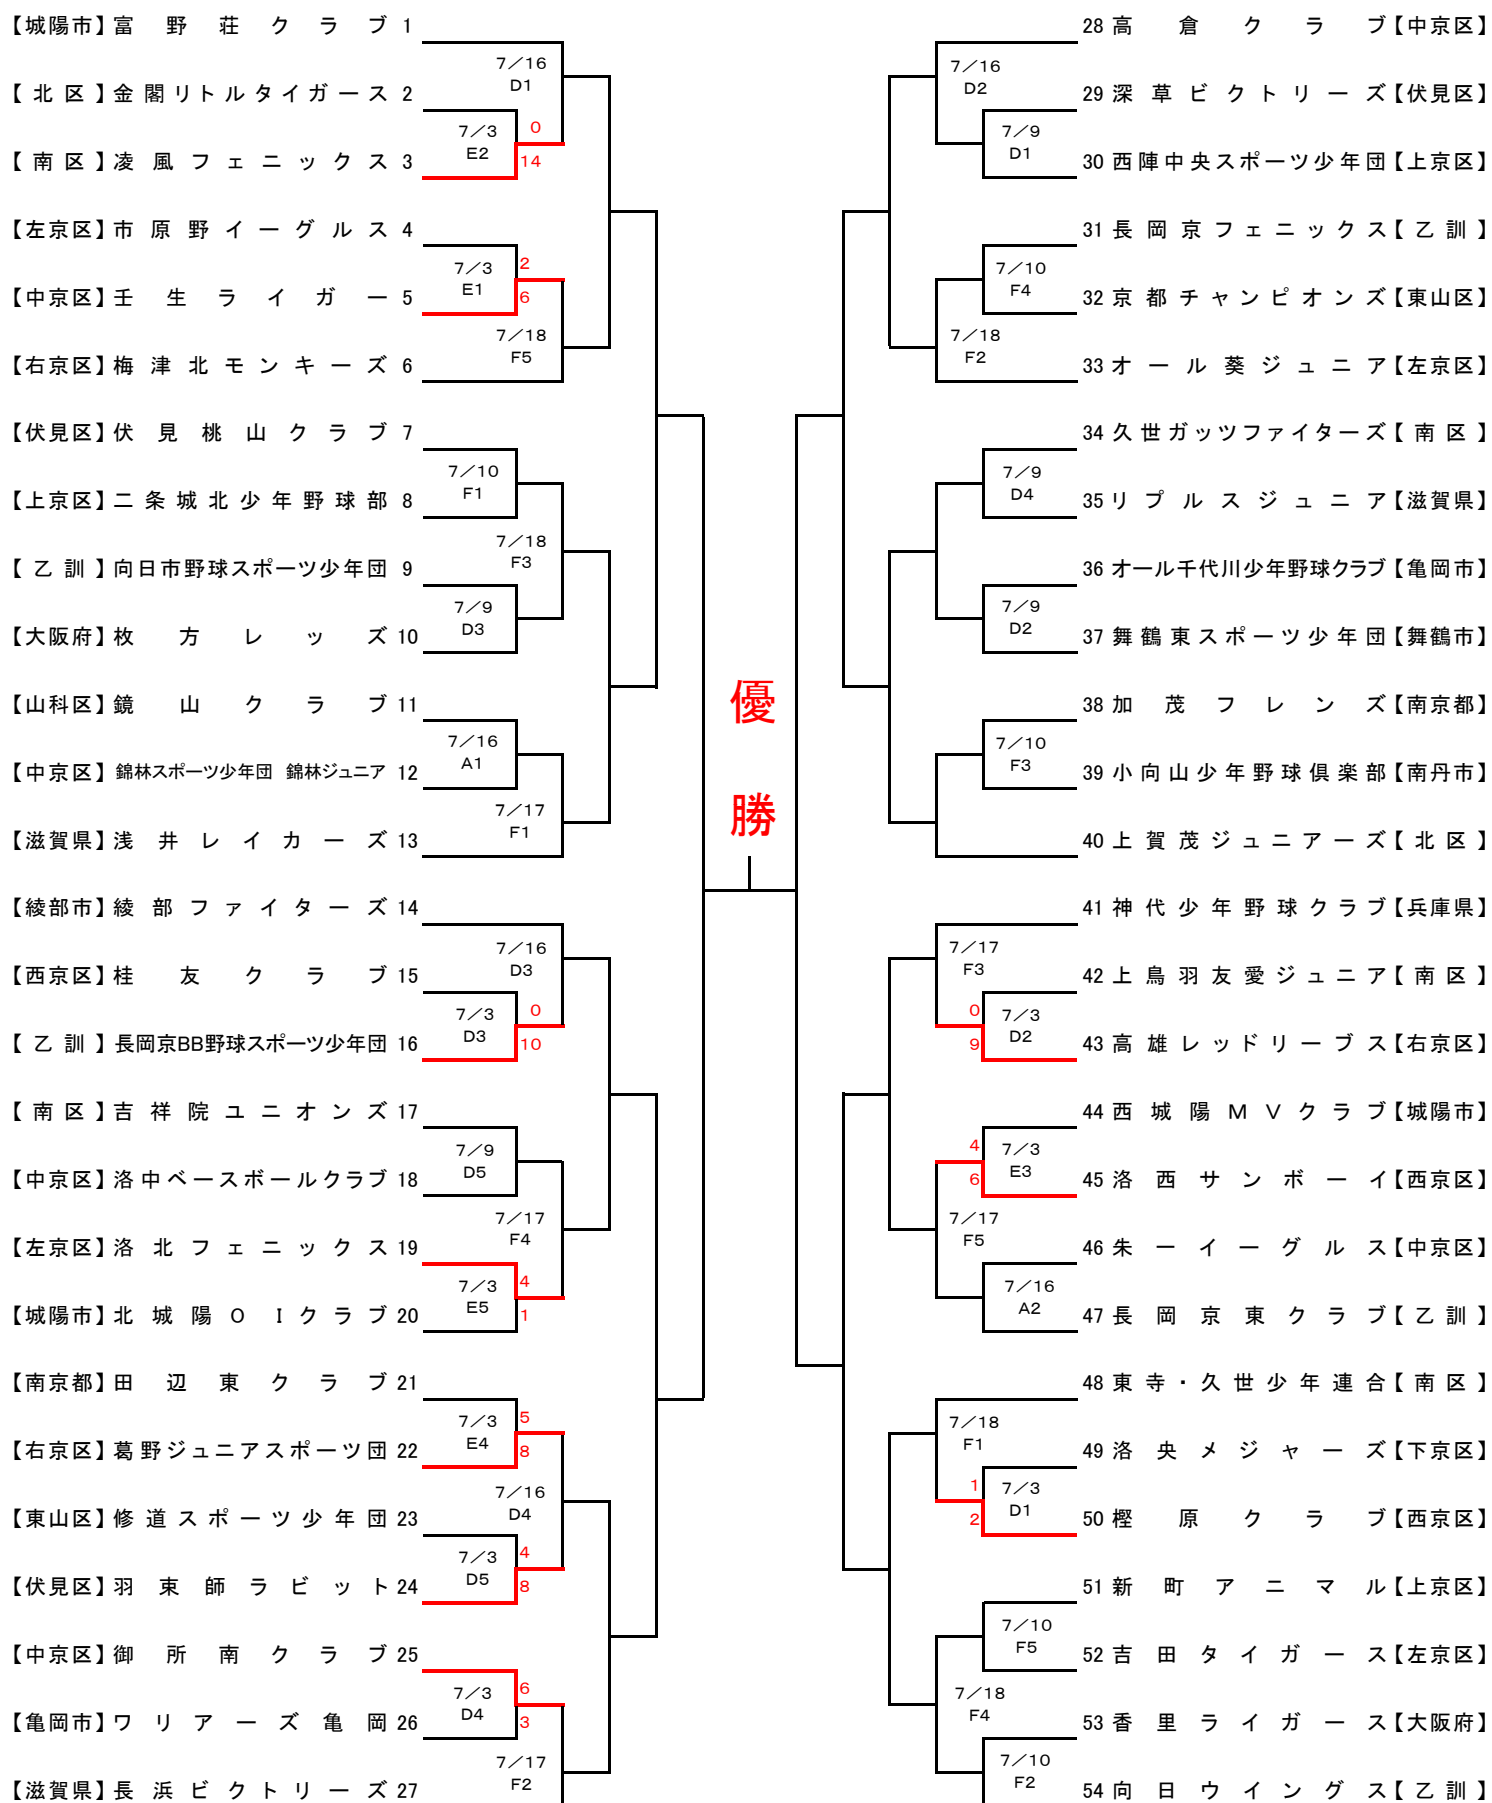 【城陽市】富野荘クラブ 1
7／16
D1
【北区】金閣リトルタイガース 2
7／3
E2
0
14
【南区】凌風フェニックス 3
【左京区】市原野イーグルス 4
7／3
E1
2
6
【中京区】壬生ライガー 5
7／18
F5
【右京区】梅津北モンキーズ 6
【伏見区】伏見桃山クラブ 7
7／10
F1
【上京区】二条城北少年野球部 8
7／18
F3
【乙訓】向日市野球スポーツ少年団 9
7／9
D3
【大阪府】枚方レッズ 10
【山科区】鏡山クラブ 11
7／16
A1
【中京区】錦林スポーツ少年団 錦林ジュニア 12
7／17
F1
【滋賀県】浅井レイカーズ 13
【綾部市】綾部ファイターズ 14
7／16
D3
【西京区】桂友クラブ 15
7／3
D3
0
10
【乙訓】長岡京BB野球スポーツ少年団 16
【南区】吉祥院ユニオンズ 17
7／9
D5
【中京区】洛中ベースボールクラブ 18
7／17
F4
【左京区】洛北フェニックス 19
7／3
E5
4
1
【城陽市】北城陽OIクラブ 20
【南京都】田辺東クラブ 21
7／3
E4
5
8
【右京区】葛野ジュニアスポーツ団 22
7／16
D4
【東山区】修道スポーツ少年団 23
7／3
D5
4
8
【伏見区】羽束師ラビット 24
【中京区】御所南クラブ 25
7／3
D4
6
3
【亀岡市】ワリアーズ亀岡 26
7／17
F2
【滋賀県】長浜ビクトリーズ 27
優
勝
28 高倉クラブ【中京区】
7／16
D2
29 深草ビクトリーズ【伏見区】
7／9
D1
30 西陣中央スポーツ少年団【上京区】
31 長岡京フェニックス【乙訓】
7／10
F4
32 京都チャンピオンズ【東山区】
7／18
F2
33 オール葵ジュニア【左京区】
34 久世ガッツファイターズ【南区】
7／9
D4
35 リプルスジュニア【滋賀県】
36 オール千代川少年野球クラブ【亀岡市】
7／9
D2
37 舞鶴東スポーツ少年団【舞鶴市】
38 加茂フレンズ【南京都】
7／10
F3
39 小向山少年野球倶楽部【南丹市】
40 上賀茂ジュニアーズ【北区】
41 神代少年野球クラブ【兵庫県】
7／17
F3
42 上鳥羽友愛ジュニア【南区】
0
9
7／3
D2
43 高雄レッドリーブス【右京区】
44 西城陽MVクラブ【城陽市】
4
6
7／3
E3
45 洛西サンボーイ【西京区】
7／17
F5
46 朱一イーグルス【中京区】
7／16
A2
47 長岡京東クラブ【乙訓】
48 東寺・久世少年連合【南区】
7／18
F1
49 洛央メジャーズ【下京区】
1
2
7／3
D1
50 樫原クラブ【西京区】
51 新町アニマル【上京区】
7／10
F5
52 吉田タイガース【左京区】
7／18
F4
53 香里ライガース【大阪府】
7／10
F2
54 向日ウイングス【乙訓】